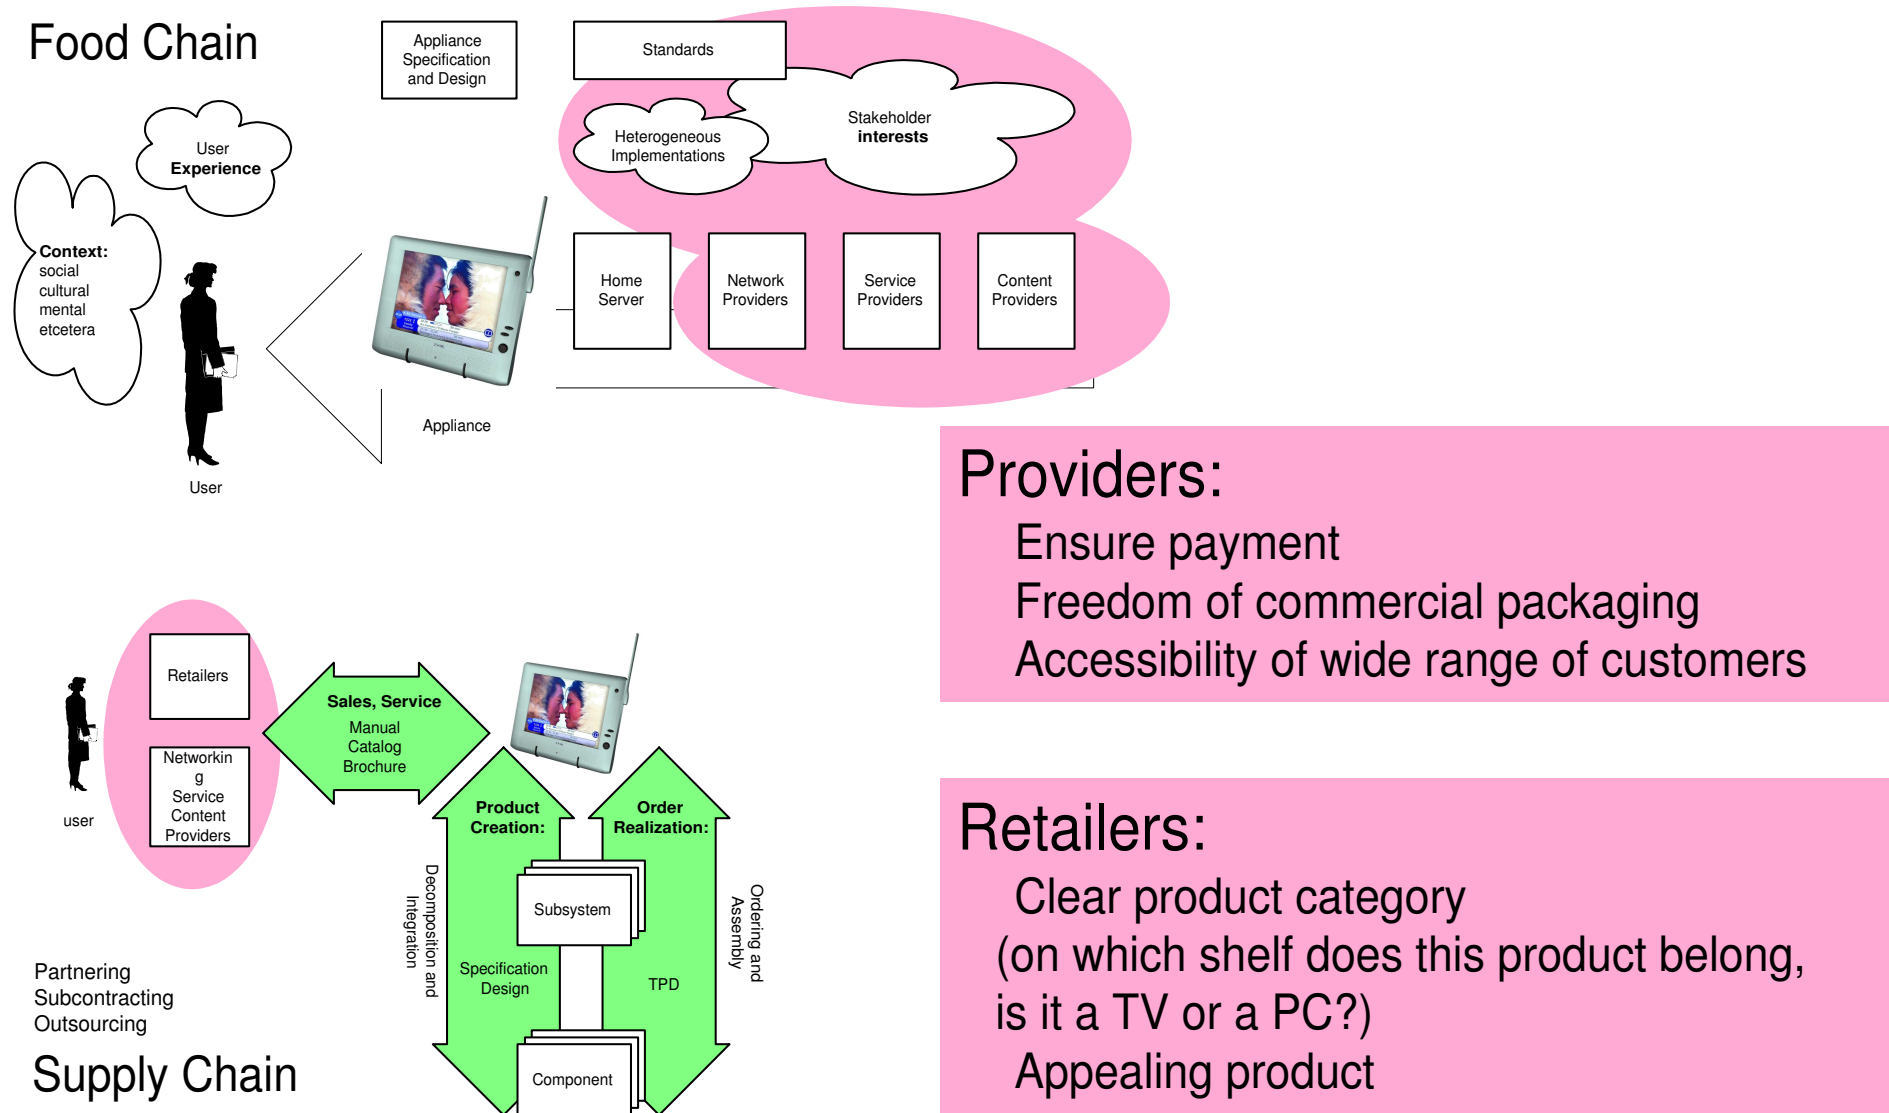 Food Chain
Appliance
Specification
and Design
Standards
Stakeholder
interests
Heterogeneous
Implementations
User
Experience
Context:
social
cultural
mental
etcetera
Home
Server
Network
Providers
Service
Providers
Content
Providers
Appliance
User
Providers:
Ensure payment
Freedom of commercial packaging
Accessibility of wide range of customers
Retailers
Networkin
g
Service
Content
Providers
user
Sales, Service
Manual
Catalog
Brochure
Product
Creation:
Order
Realization:
Decomposition and
Integration
Ordering and
Assembly
Subsystem
Specification
Design
TPD
Component
Partnering
Subcontracting
Outsourcing
Supply Chain
Retailers:
Clear product category
(on which shelf does this product belong,
is it a TV or a PC?)
Appealing product